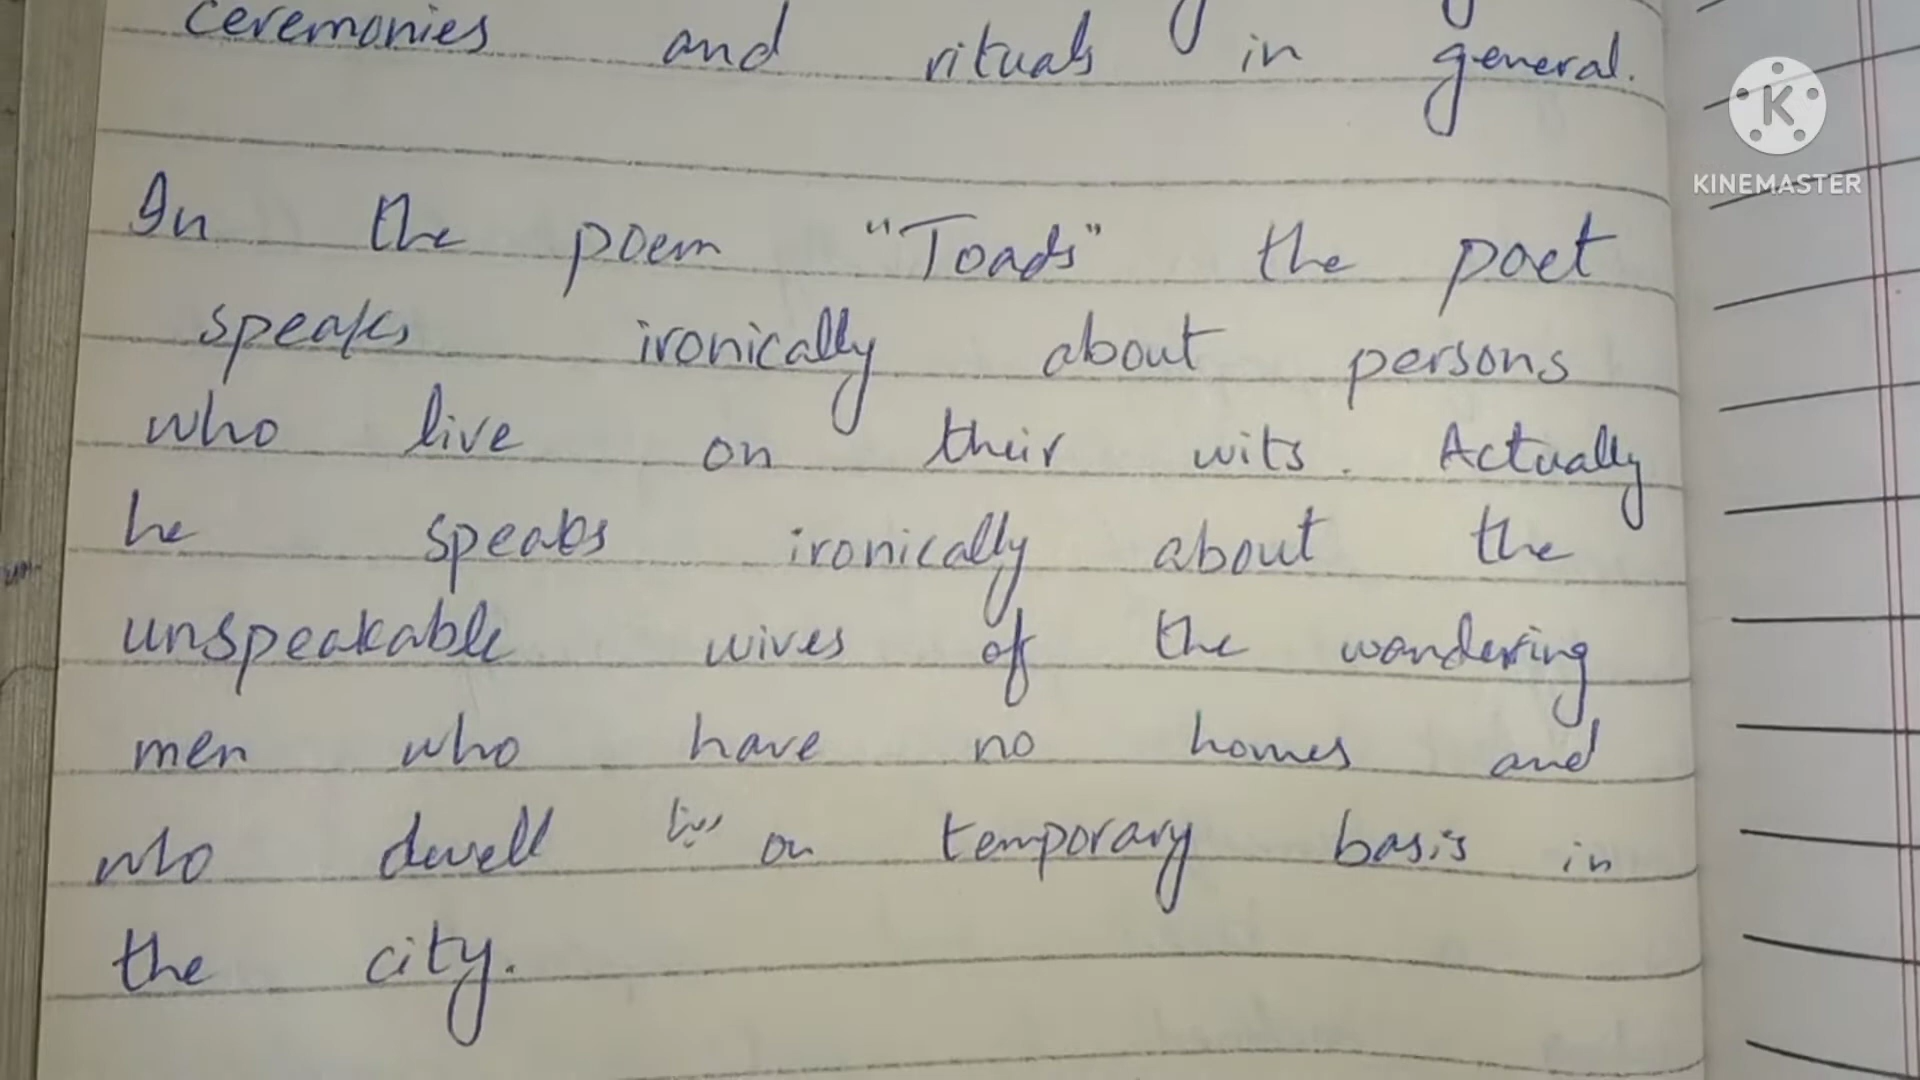 ceremonies and rituals in general.
In the poem "Toads" the poet
speaks ironically about persons
who live on their wits. Actually
he speaks ironically about the
unspeakable wives of the wandering
men who have no homes and
who dwell on temporary basis in
the city.
KINEMASTER